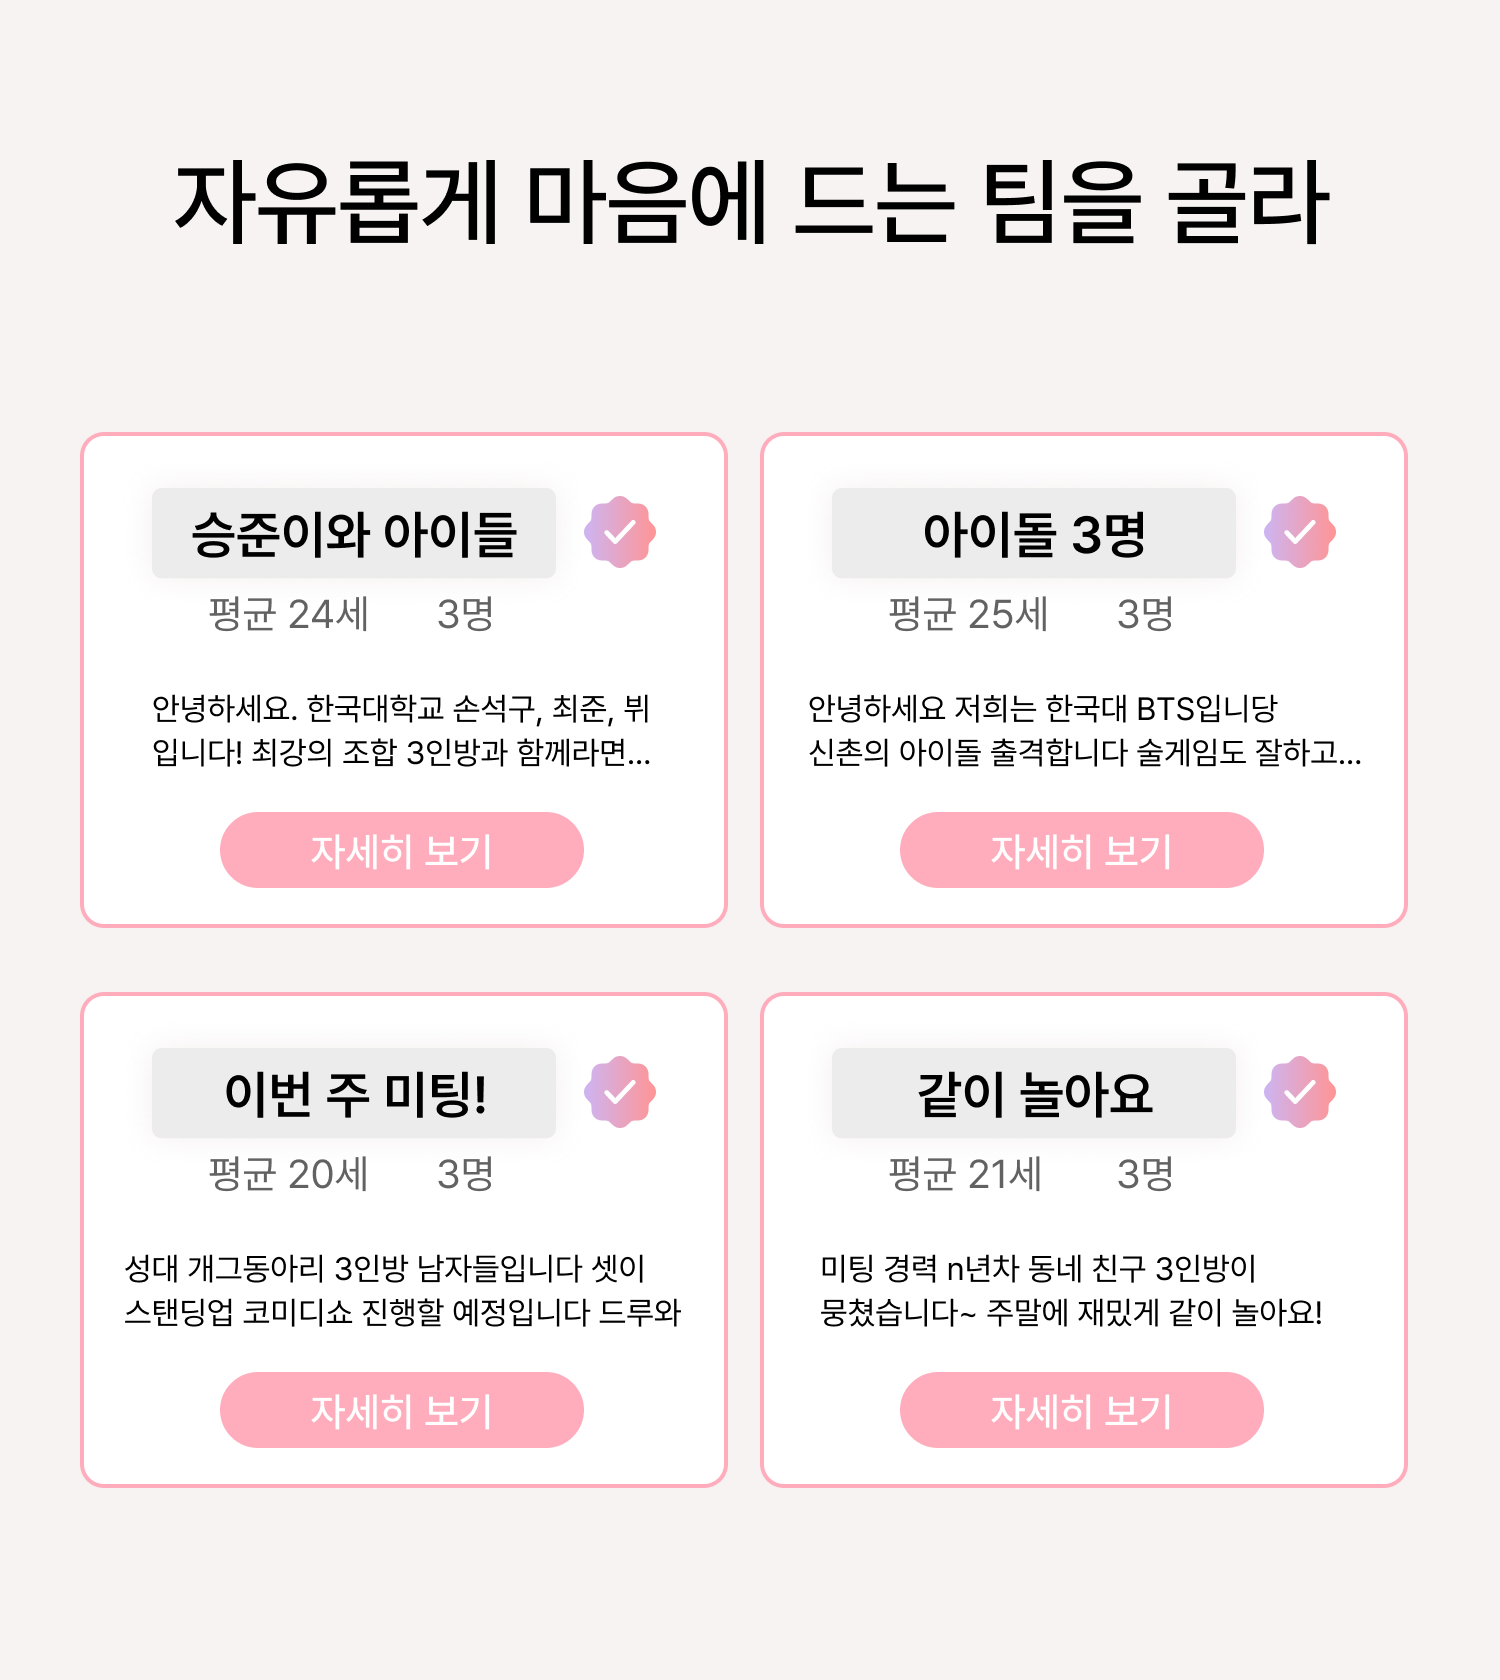 자유롭게 마음에 드는 팀을 골라
승준이와 아이들
평균 24세 3명
안녕하세요. 한국대학교 손석구, 최준, 뷔
입니다! 최강의 조합 3인방과 함께라면...
자세히 보기
아이돌 3명
평균 25세 3명
안녕하세요 저희는 한국대 BTS입니당
신촌의 아이돌 출격합니다 술게임도 잘하고...
자세히 보기
이번 주 미팅!
평균 20세 3명
성대 개그동아리 3인방 남자들입니다 셋이
스탠딩업 코미디쇼 진행할 예정입니다 드루와
자세히 보기
같이 놀아요
평균 21세 3명
미팅 경력 n년차 동네 친구 3인방이
뭉쳤습니다~ 주말에 재밌게 같이 놀아요!
자세히 보기